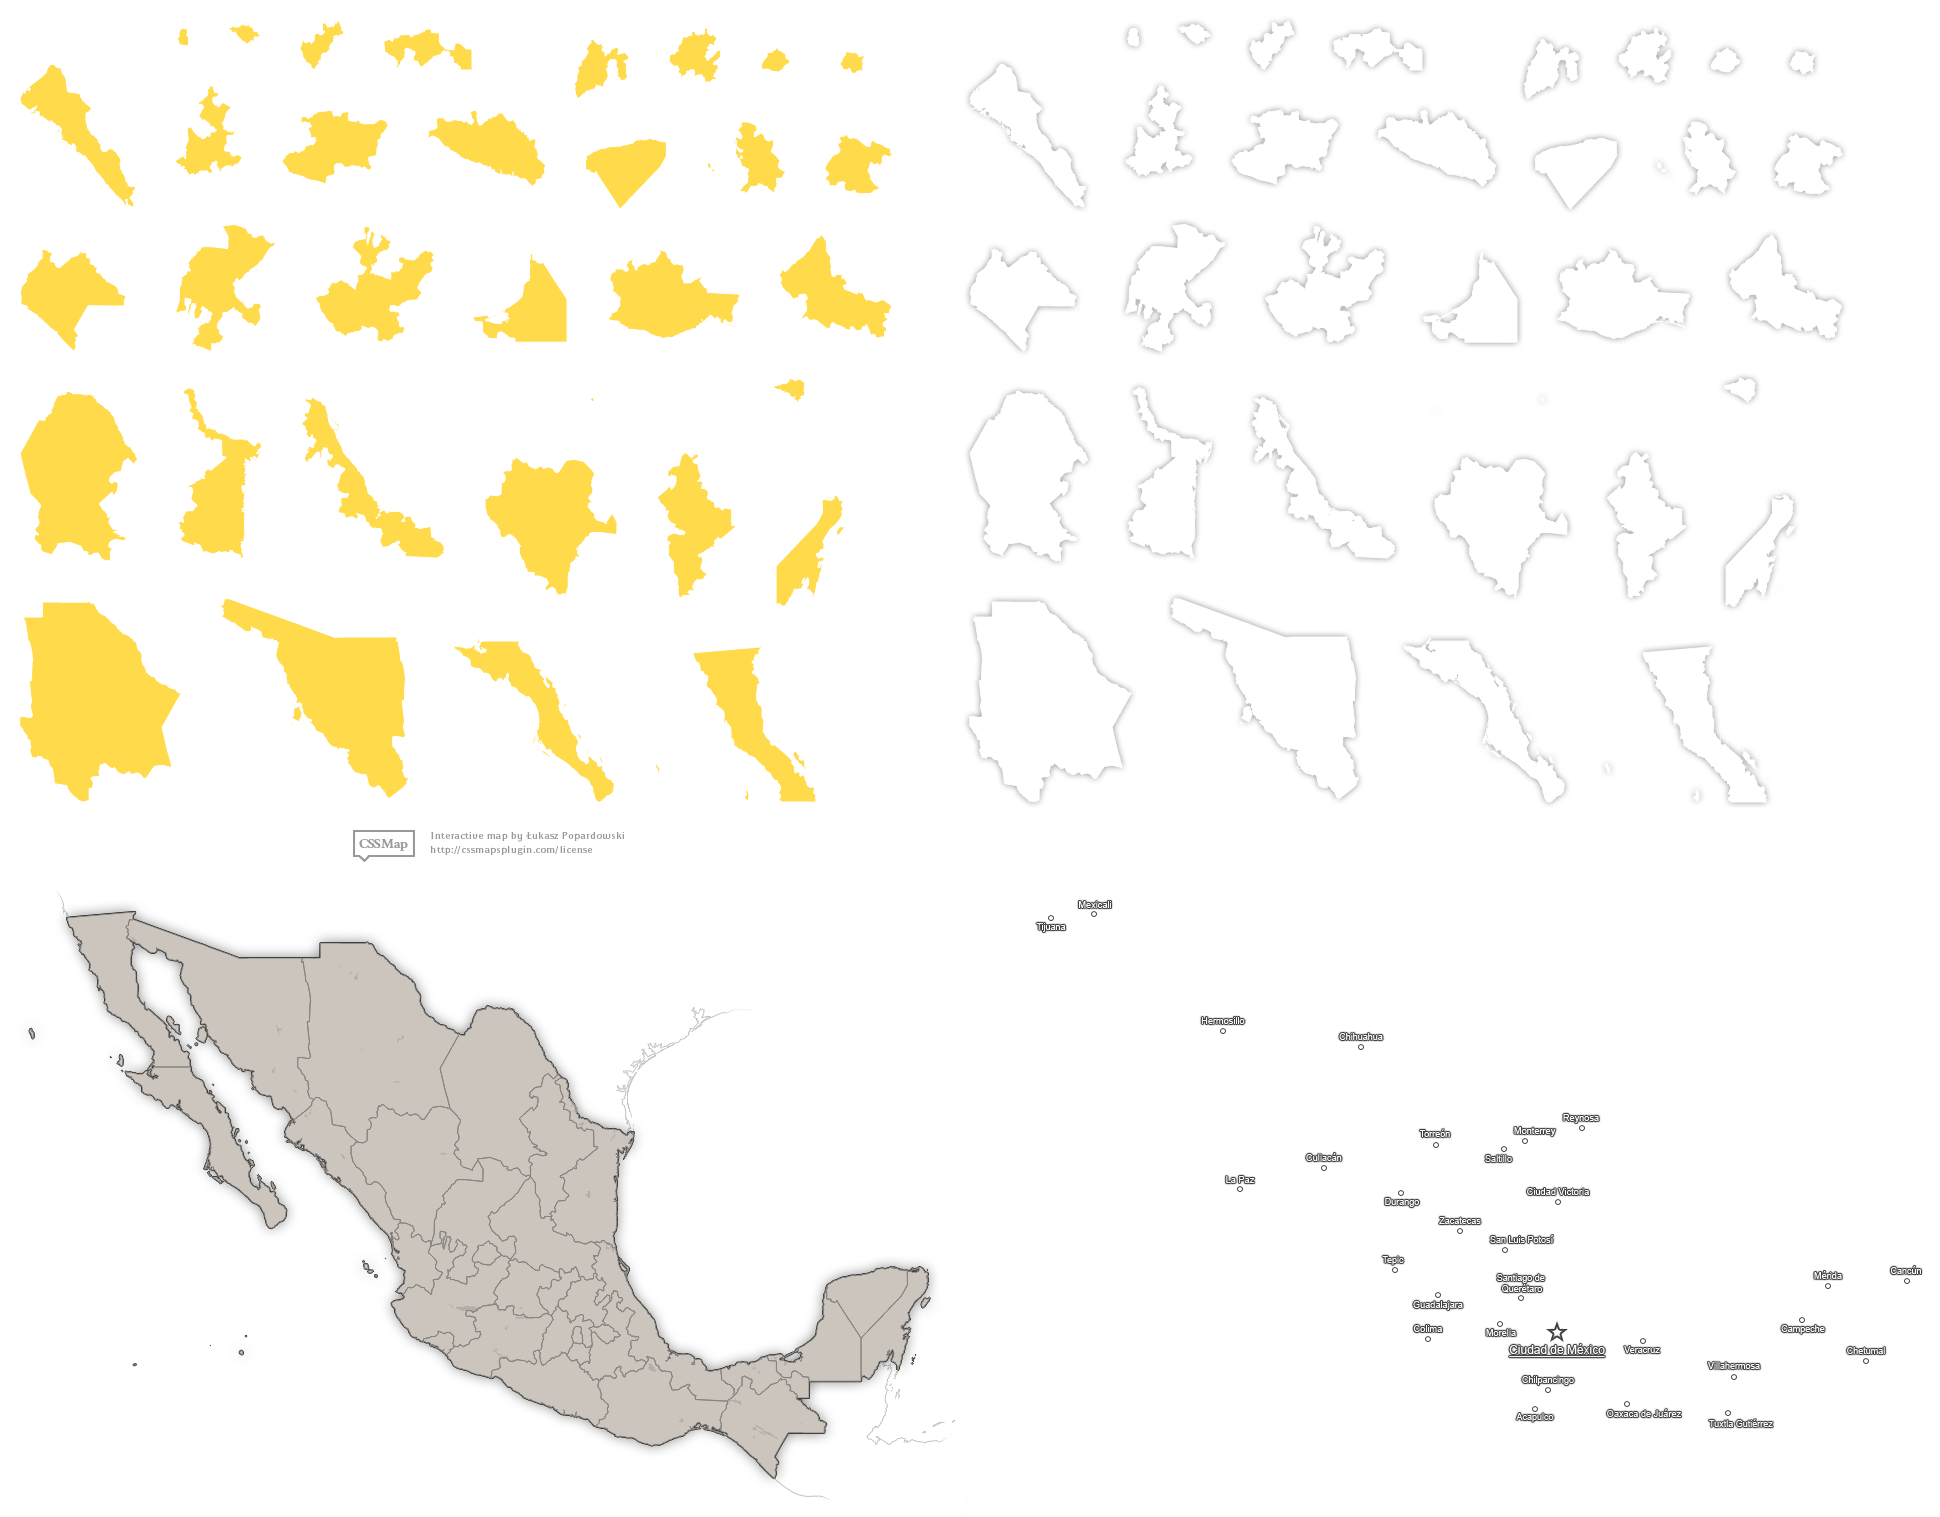 CSSMap
Interactive map by Łukasz Popardowski
http://cssmapsplugin.com/license
Mexicali
Tijuana
Hermosillo
Chihuahua
Reynosa
Torreón
Monterrey
Saltillo
Culiacán
La Paz
Ciudad Victoria
Durango
Zacatecas
San Luis Potosí
Tepic
Santiago de
Querétaro
Guadalajara
Mérida
Cancún
Colima
Morelia
Campeche
Ciudad de México
Veracruz
Chetumal
Villahermosa
Chilpancingo
Acapulco
Oaxaca de Juárez
Tuxtla Gutiérrez